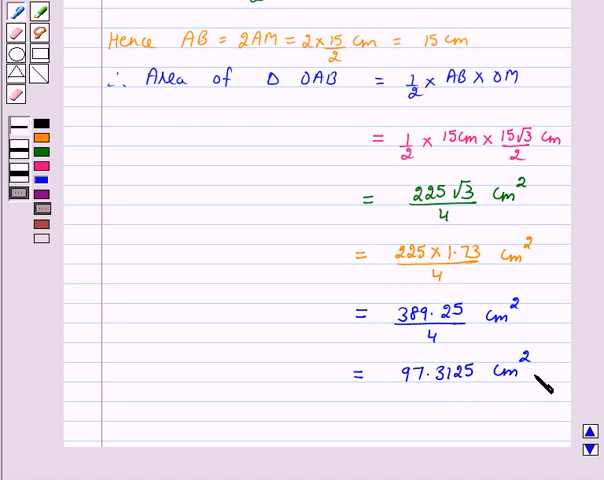 Hence AB = 2AM = 2 × 15/2 cm = 15 cm
∴ Area of Δ OAB = 1/2 × AB × OM
= 1/2 × 15cm × 15√3/2 cm
= 225√3/4 cm²
= 225 × 1.73/4 cm²
= 389.25/4 cm²
= 97.3125 cm²